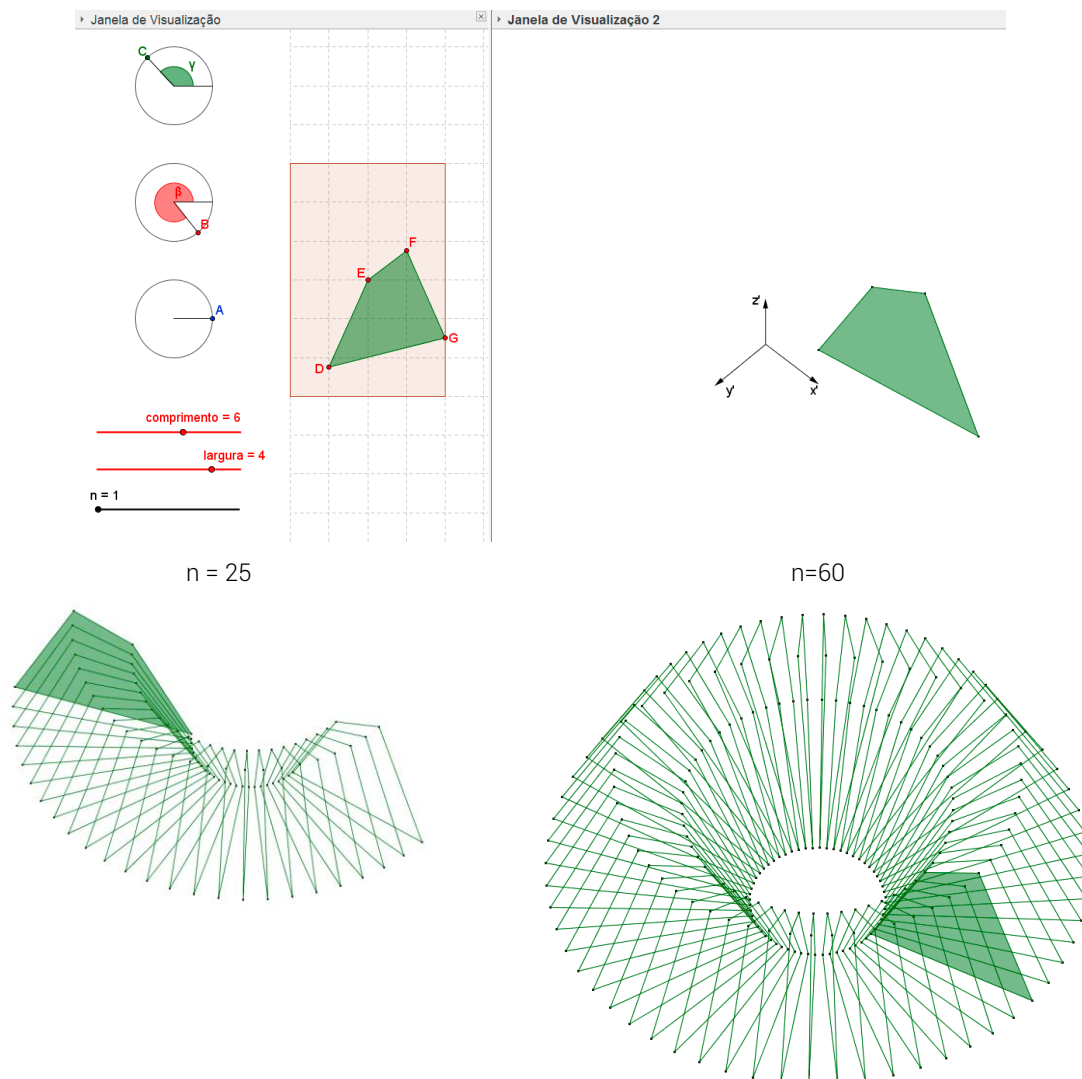 Janela de Visualização
Janela de Visualização 2
C
γ
β
B
A
F
E
G
D
z'
y'
x'
comprimento = 6
largura = 4
n = 1
n = 25
n=60